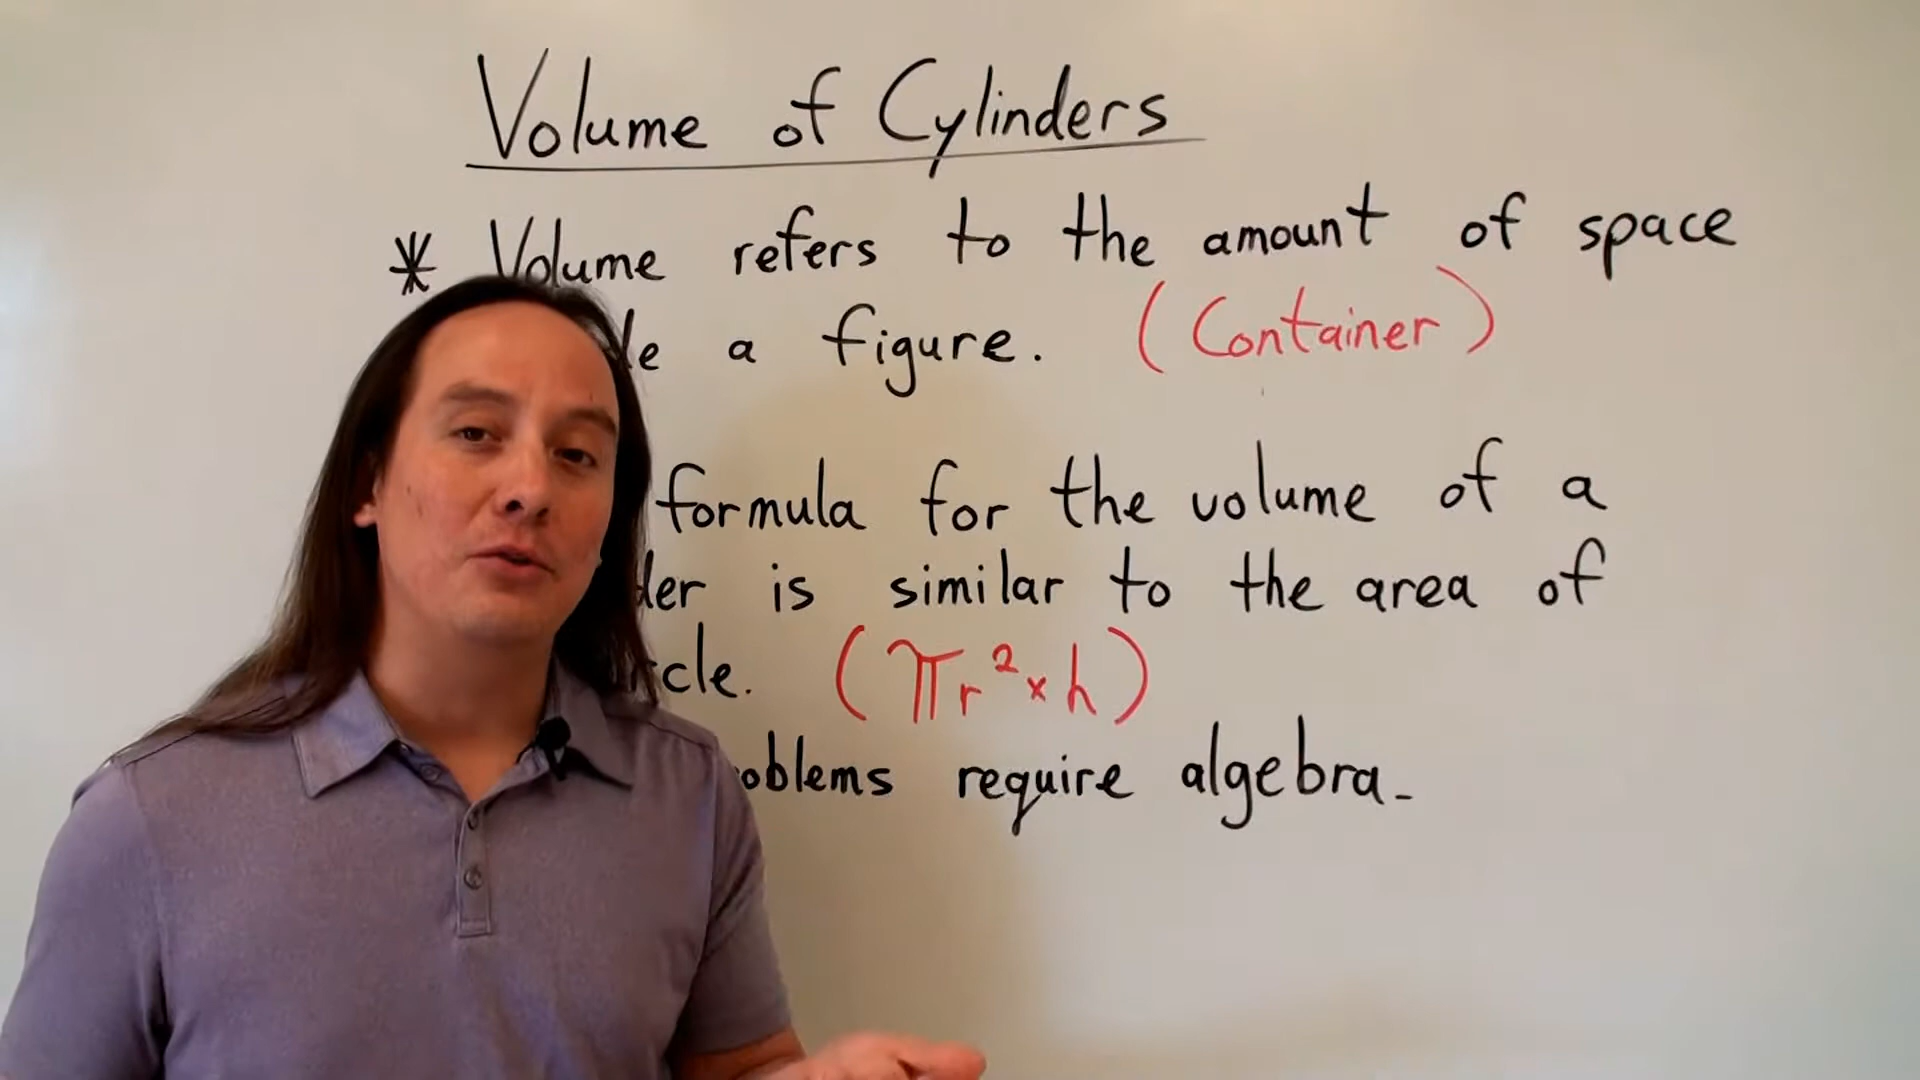 Volume of Cylinders
* Volume refers to the amount of space
a figure. (Container)
formula for the volume of a
is similar to the area of
(πr²×h)
require algebra.